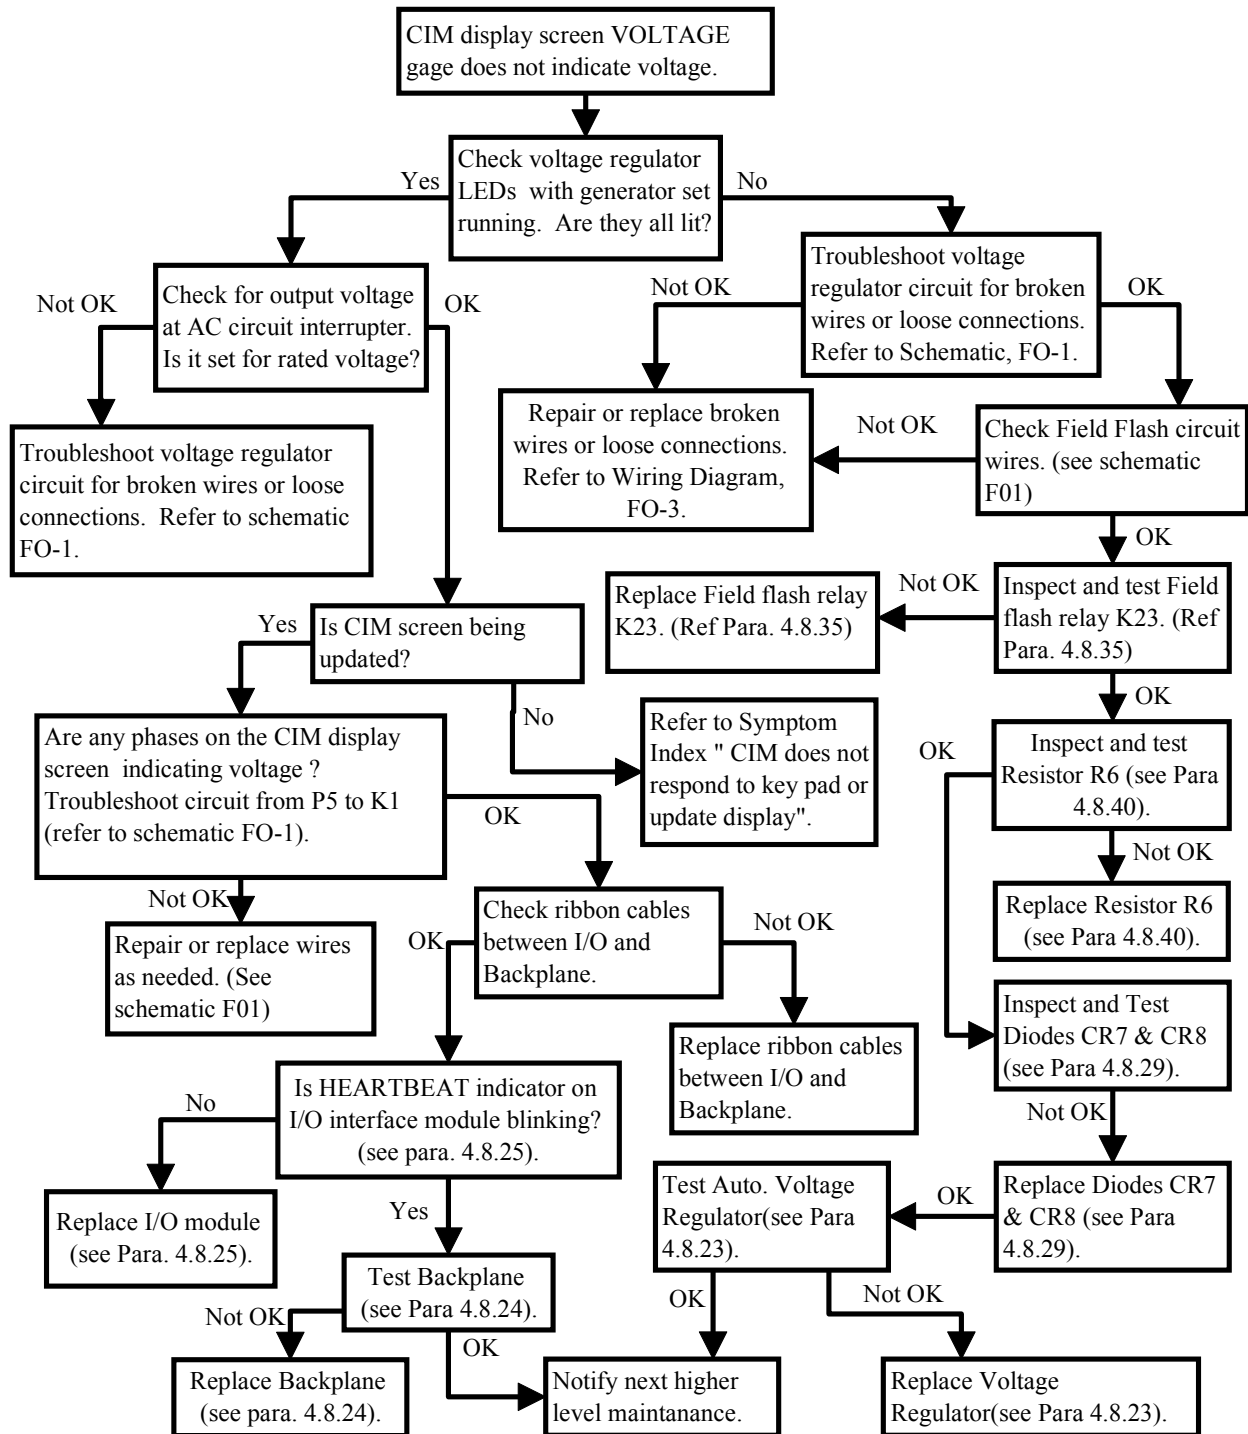 CIM display screen VOLTAGE
gage does not indicate voltage.
Check voltage regulator
LEDs with generator set
running. Are they all lit?
Yes
No
Check for output voltage
at AC circuit interrupter.
Is it set for rated voltage?
Not OK
OK
Troubleshoot voltage
regulator circuit for broken
wires or loose connections.
Refer to Schematic, FO-1.
Not OK
OK
Troubleshoot voltage regulator
circuit for broken wires or loose
connections. Refer to schematic
FO-1.
Repair or replace broken
wires or loose connections.
Refer to Wiring Diagram,
FO-3.
Not OK
Check Field Flash circuit
wires. (see schematic
F01)
OK
Is CIM screen being
updated?
Yes
No
Replace Field flash relay
K23. (Ref Para. 4.8.35)
Not OK
Inspect and test Field
flash relay K23. (Ref
Para. 4.8.35)
OK
Are any phases on the CIM display
screen indicating voltage ?
Troubleshoot circuit from P5 to K1
(refer to schematic FO-1).
OK
Not OK
Refer to Symptom
Index " CIM does not
respond to key pad or
update display".
Inspect and test
Resistor R6 (see Para
4.8.40).
OK
Not OK
Replace Resistor R6
(see Para 4.8.40).
Repair or replace wires
as needed. (See
schematic F01)
Check ribbon cables
between I/O and
Backplane.
OK
Not OK
Replace ribbon cables
between I/O and
Backplane.
Inspect and Test
Diodes CR7 & CR8
(see Para 4.8.29).
Not OK
Is HEARTBEAT indicator on
I/O interface module blinking?
(see para. 4.8.25).
No
Yes
Replace I/O module
(see Para. 4.8.25).
Test Auto. Voltage
Regulator(see Para
4.8.23).
OK
Replace Diodes CR7
& CR8 (see Para
4.8.29).
Test Backplane
(see Para 4.8.24).
Not OK
OK
OK
Not OK
Replace Backplane
(see para. 4.8.24).
Notify next higher
level maintanance.
Replace Voltage
Regulator(see Para 4.8.23).